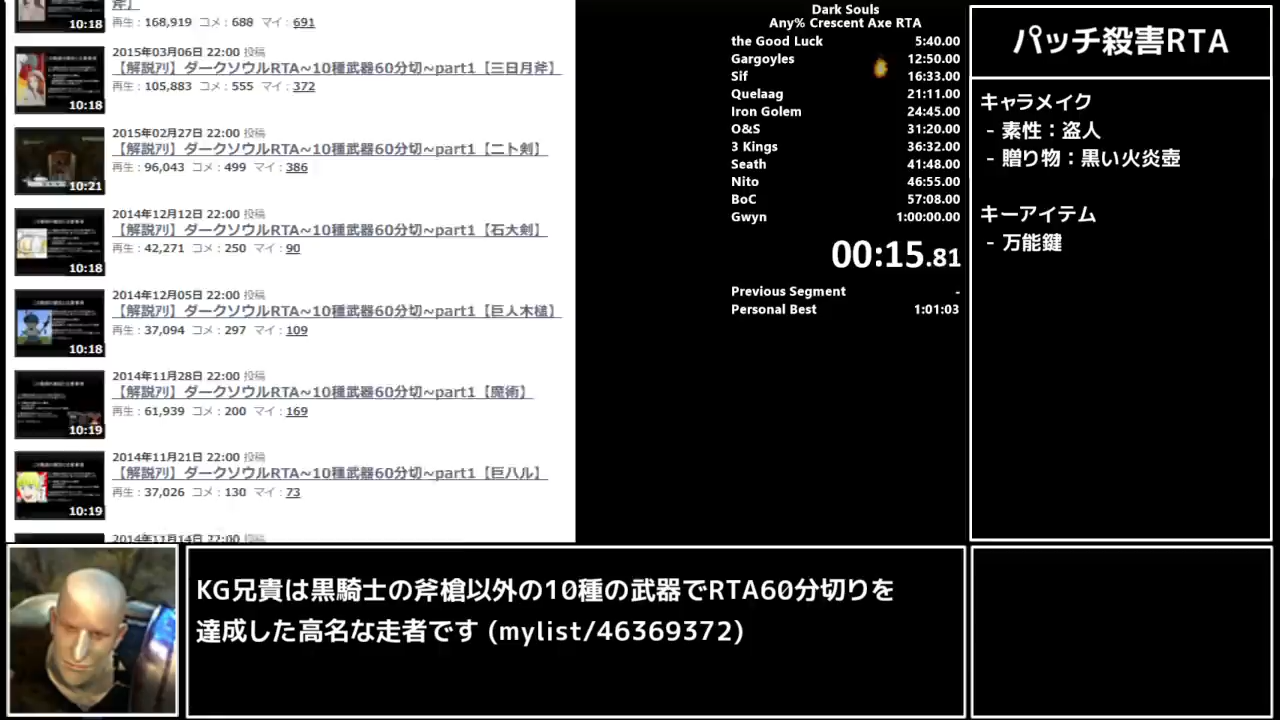 斧】
10:18
再生：168,919 コメ：688 マイ：691
2015年03月06日 22:00 投稿
【解説ｱﾘ】ダークソウルRTA~10種武器60分切~part1【三日月斧】
再生：105,883 コメ：555 マイ：372
10:18
2015年02月27日 22:00 投稿
【解説ｱﾘ】ダークソウルRTA~10種武器60分切~part1【ニト剣】
再生：96,043 コメ：499 マイ：386
10:21
2014年12月12日 22:00 投稿
【解説ｱﾘ】ダークソウルRTA~10種武器60分切~part1【石大剣】
再生：42,271 コメ：250 マイ：90
10:18
2014年12月05日 22:00 投稿
【解説ｱﾘ】ダークソウルRTA~10種武器60分切~part1【巨人木槌】
再生：37,094 コメ：297 マイ：109
10:18
2014年11月28日 22:00 投稿
【解説ｱﾘ】ダークソウルRTA~10種武器60分切~part1【魔術】
再生：61,939 コメ：200 マイ：169
10:19
2014年11月21日 22:00 投稿
【解説ｱﾘ】ダークソウルRTA~10種武器60分切~part1【巨ハル】
再生：37,026 コメ：130 マイ：73
10:19
2014年11月14日 22:00 投稿
Dark Souls
Any% Crescent Axe RTA
the Good Luck 5:40.00
Gargoyles 12:50.00
Sif 16:33.00
Quelaag 21:11.00
Iron Golem 24:45.00
O&S 31:20.00
3 Kings 36:32.00
Seath 41:48.00
Nito 46:55.00
BoC 57:08.00
Gwyn 1:00:00.00
00:15.81
Previous Segment -
Personal Best 1:01:03
パッチ殺害RTA
キャラメイク
- 素性：盗人
- 贈り物：黒い火炎壺
キーアイテム
- 万能鍵
KG兄貴は黒騎士の斧槍以外の10種の武器でRTA60分切りを
達成した高名な走者です (mylist/46369372)